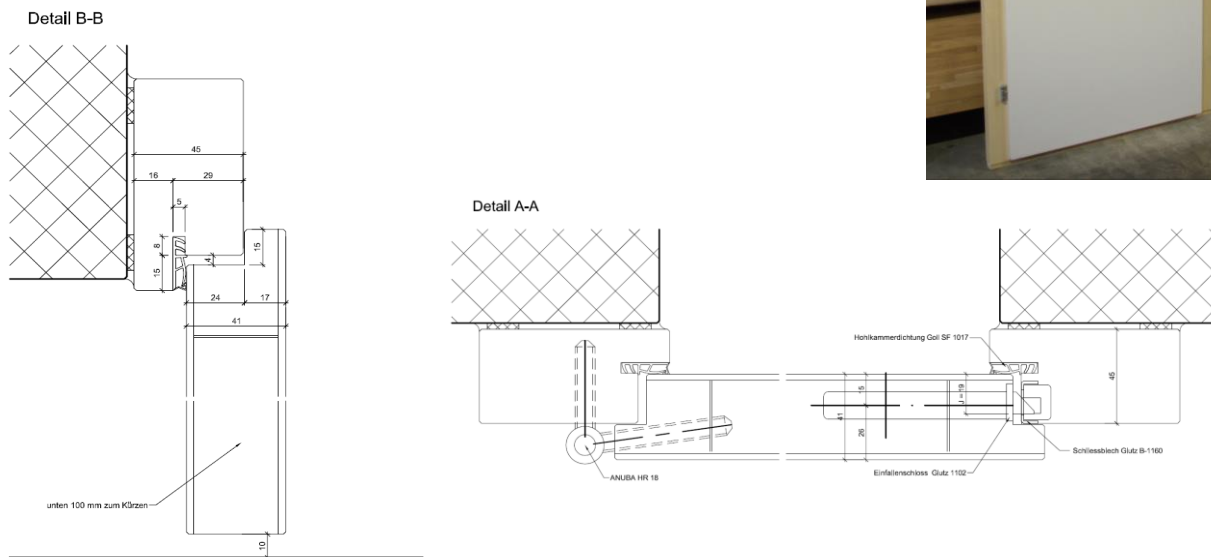 Detail B-B
45
16
29
5
8
15
4
15
24
17
41
unten 100 mm zum Kürzen
10
Detail A-A
Hohlkammerdichtung Goll SF 1017
15
41
26
J = 19
45
Schliessblech Glutz B-1160
Einfallenschloss Glutz 1102
ANUBA HR 18